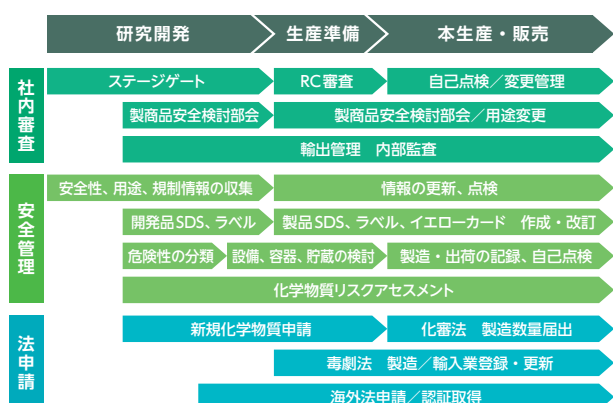 研究開発
生産準備
本生産・販売
社内審査
ステージゲート
RC審査
自己点検／変更管理
製商品安全検討部会
製商品安全検討部会／用途変更
輸出管理　内部監査
安全管理
安全性、用途、規制情報の収集
情報の更新、点検
開発品SDS、ラベル
製品SDS、ラベル、イエローカード　作成・改訂
危険性の分類
設備、容器、貯蔵の検討
製造・出荷の記録、自己点検
化学物質リスクアセスメント
法申請
新規化学物質申請
化審法　製造数量届出
毒劇法　製造／輸入業登録・更新
海外法申請／認証取得